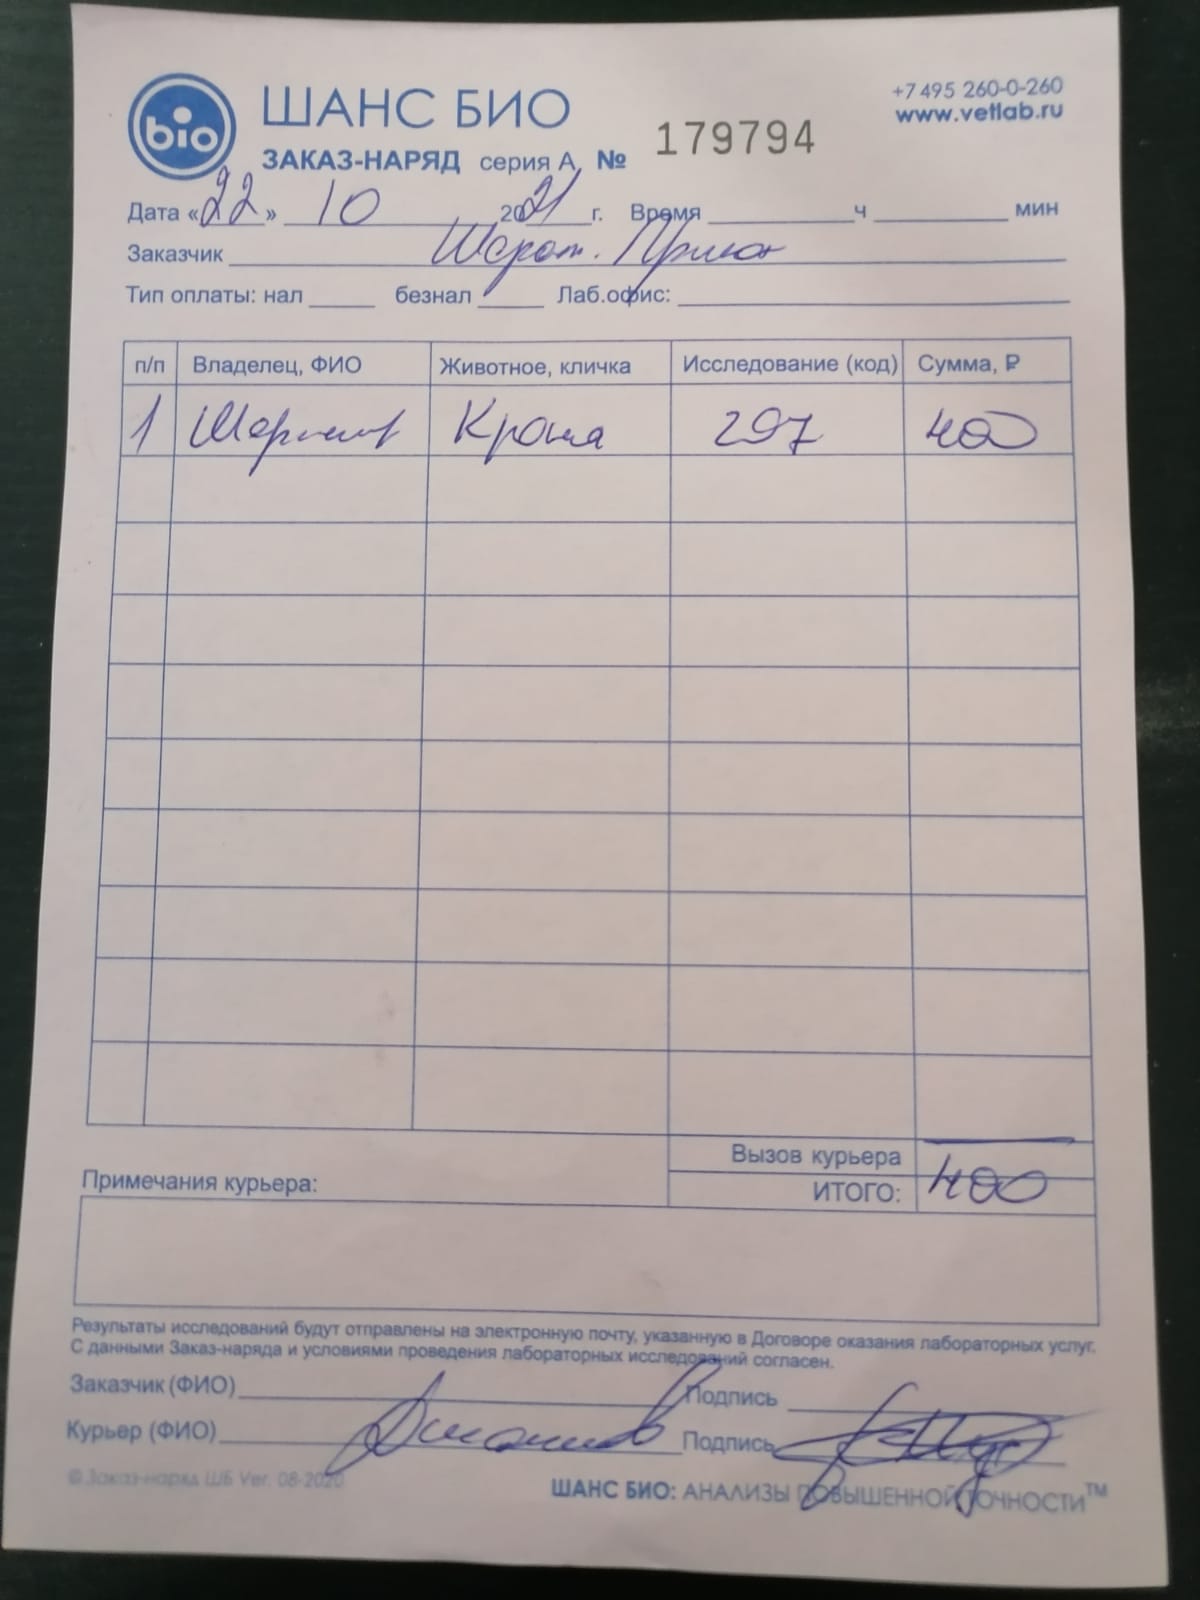 bio
ШАНС БИО
+7 495 260-0-260
www.vetlab.ru
ЗАКАЗ-НАРЯД серия А, № 179794
Дата «22» 10 2021 г. Время ч мин
Заказчик
Тип оплаты: нал безнал Лаб.офис:
п/п Владелец, ФИО Животное, кличка Исследование (код) Сумма, ₽
1 297 400
Вызов курьера
ИТОГО: 400
Примечания курьера:
Результаты исследований будут отправлены на электронную почту, указанную в Договоре оказания лабораторных услуг.
С данными Заказ-наряда и условиями проведения лабораторных исследований согласен.
Заказчик (ФИО) Подпись
Курьер (ФИО) Подпись
© Заказ-наряд ШБ Ver. 08-2020
ШАНС БИО: АНАЛИЗЫ ПОВЫШЕННОЙ ТОЧНОСТИ™